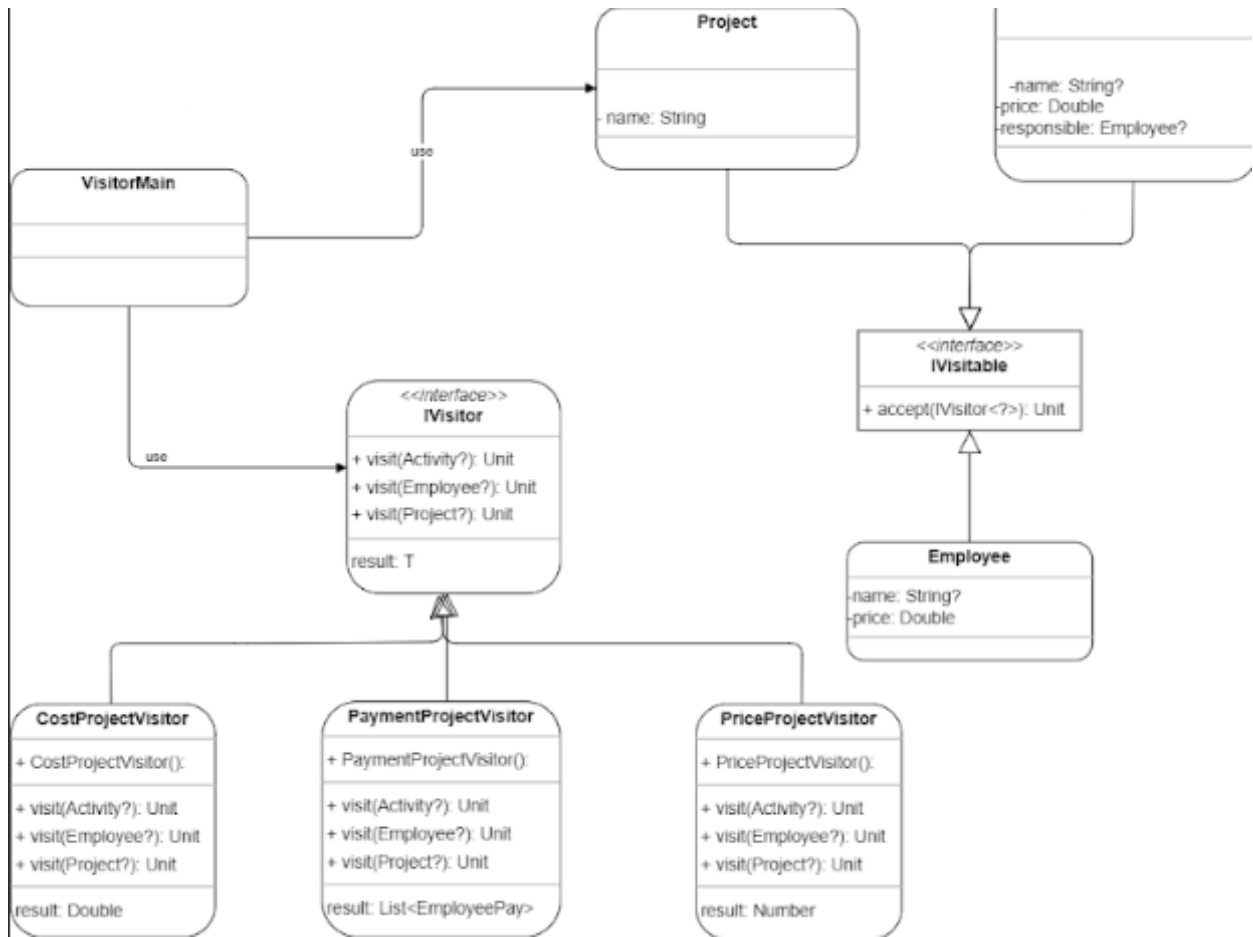 Project
- name: String
-name: String?
-price: Double
-responsible: Employee?
use
VisitorMain
<<interface>>
IVisitable
+ accept(IVisitor<?>): Unit
<<interface>>
IVisitor
+ visit(Activity?): Unit
+ visit(Employee?): Unit
+ visit(Project?): Unit
result: T
use
Employee
-name: String?
-price: Double
CostProjectVisitor
+ CostProjectVisitor():
+ visit(Activity?): Unit
+ visit(Employee?): Unit
+ visit(Project?): Unit
result: Double
PaymentProjectVisitor
+ PaymentProjectVisitor():
+ visit(Activity?): Unit
+ visit(Employee?): Unit
+ visit(Project?): Unit
result: List<EmployeePay>
PriceProjectVisitor
+ PriceProjectVisitor():
+ visit(Activity?): Unit
+ visit(Employee?): Unit
+ visit(Project?): Unit
result: Number